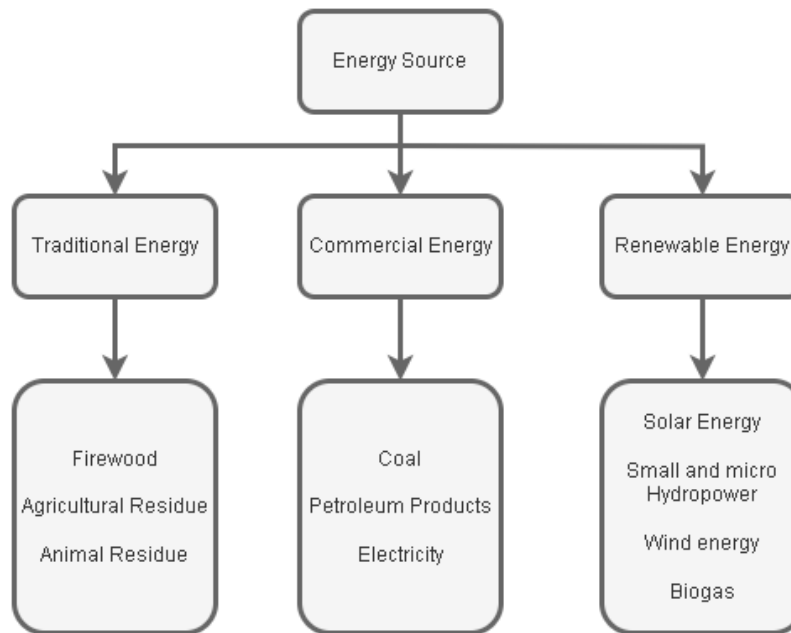 Energy Source
Traditional Energy
Commercial Energy
Renewable Energy
Firewood
Agricultural Residue
Animal Residue
Coal
Petroleum Products
Electricity
Solar Energy
Small and micro
Hydropower
Wind energy
Biogas